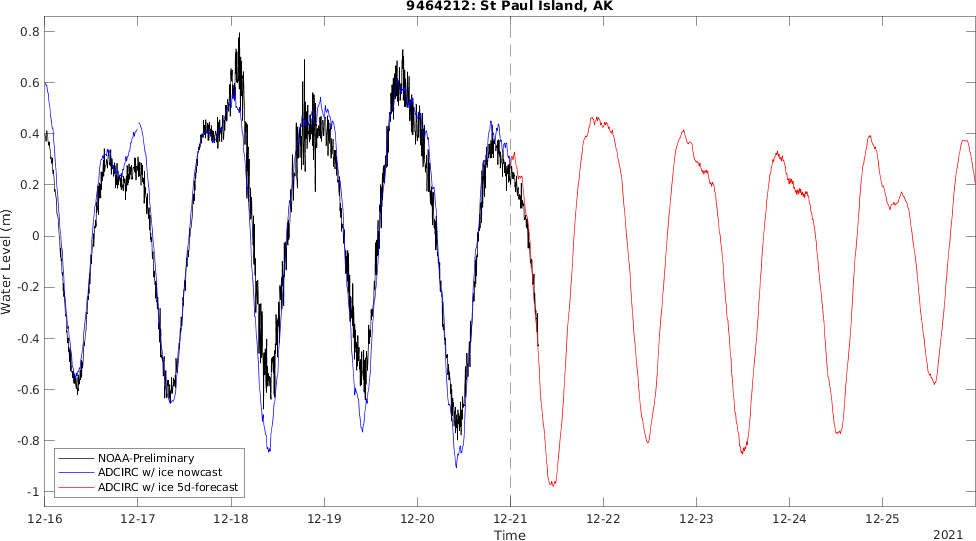 9464212: St Paul Island, AK
0.8
0.6
0.4
0.2
0
-0.2
-0.4
-0.6
-0.8
-1
Water Level (m)
NOAA-Preliminary
ADCIRC w/ ice nowcast
ADCIRC w/ ice 5d-forecast
12-16 12-17 12-18 12-19 12-20 12-21 12-22 12-23 12-24 12-25
Time
2021